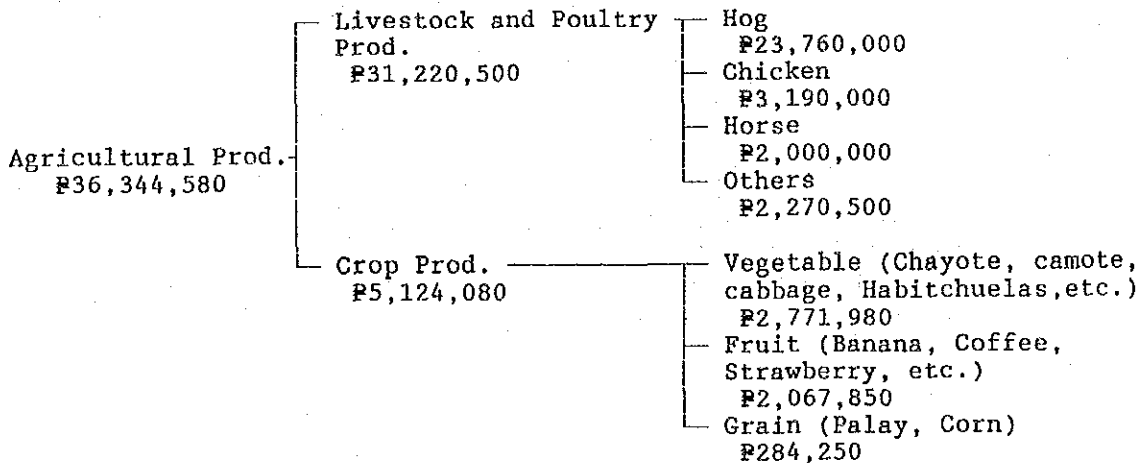 Agricultural Prod.
₱36,344,580
Livestock and Poultry
Prod.
₱31,220,500
Hog
₱23,760,000
Chicken
₱3,190,000
Horse
₱2,000,000
Others
₱2,270,500
Crop Prod.
₱5,124,080
Vegetable (Chayote, camote,
cabbage, Habitchuelas,etc.)
₱2,771,980
Fruit (Banana, Coffee,
Strawberry, etc.)
₱2,067,850
Grain (Palay, Corn)
₱284,250